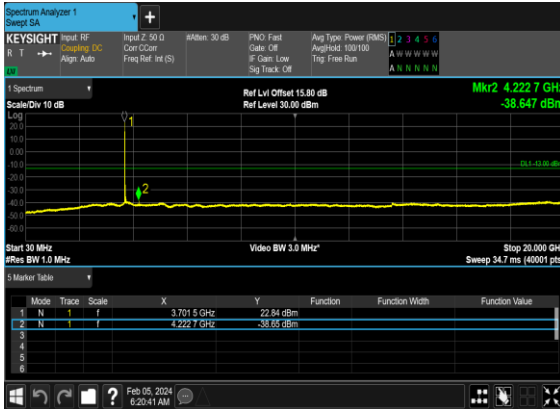 Spectrum Analyzer 1
Swept SA
+
KEYSIGHT Input: RF Input Z: 50 Ω #Atten: 30 dB PNO: Fast Avg Type: Power (RMS) 1 2 3 4 5 6
R T Coupling: DC Corr CCorr Gate: Off Avg|Hold: 100/100 A W W W W W
Align: Auto Freq Ref: Int (S) IF Gain: Low Trig: Free Run
Sig Track: Off A N N N N N
1 Spectrum Ref Lvl Offset 15.80 dB Mkr2 4.222 7 GHz
Scale/Div 10 dB Ref Level 30.00 dBm -38.647 dBm
Log
20.0
10.0
0.00
-10.0
-20.0
-30.0
-40.0
-50.0
-60.0
1
2
DL1 -13.00 dBm
Start 30 MHz Video BW 3.0 MHz* Stop 20.000 GH
#Res BW 1.0 MHz Sweep 34.7 ms (40001 pts
5 Marker Table
Mode Trace Scale X Y Function Function Width Function Value
1 N 1 f 3.701 5 GHz 22.84 dBm
2 N 1 f 4.222 7 GHz -38.65 dBm
3
4
5
6
? Feb 05, 2024
6:20:41 AM